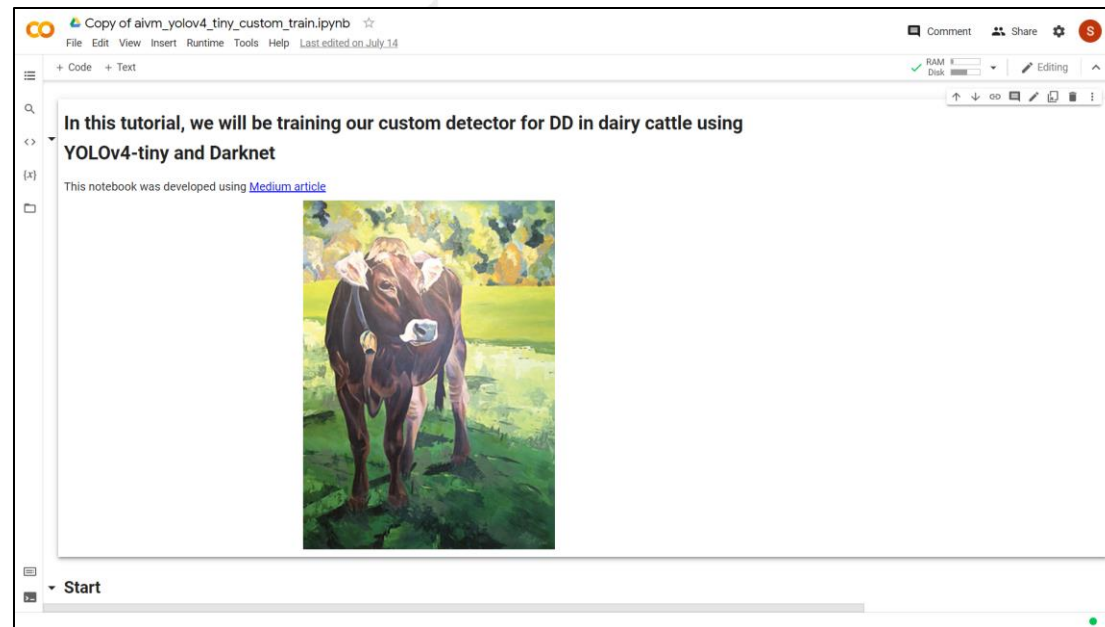 Copy of aivm_yolov4_tiny_custom_train.ipynb
Comment Share S
File Edit View Insert Runtime Tools Help Last edited on July 14
+ Code + Text
RAM
Disk
Editing
In this tutorial, we will be training our custom detector for DD in dairy cattle using
YOLOv4-tiny and Darknet
{x}
This notebook was developed using Medium article
Start